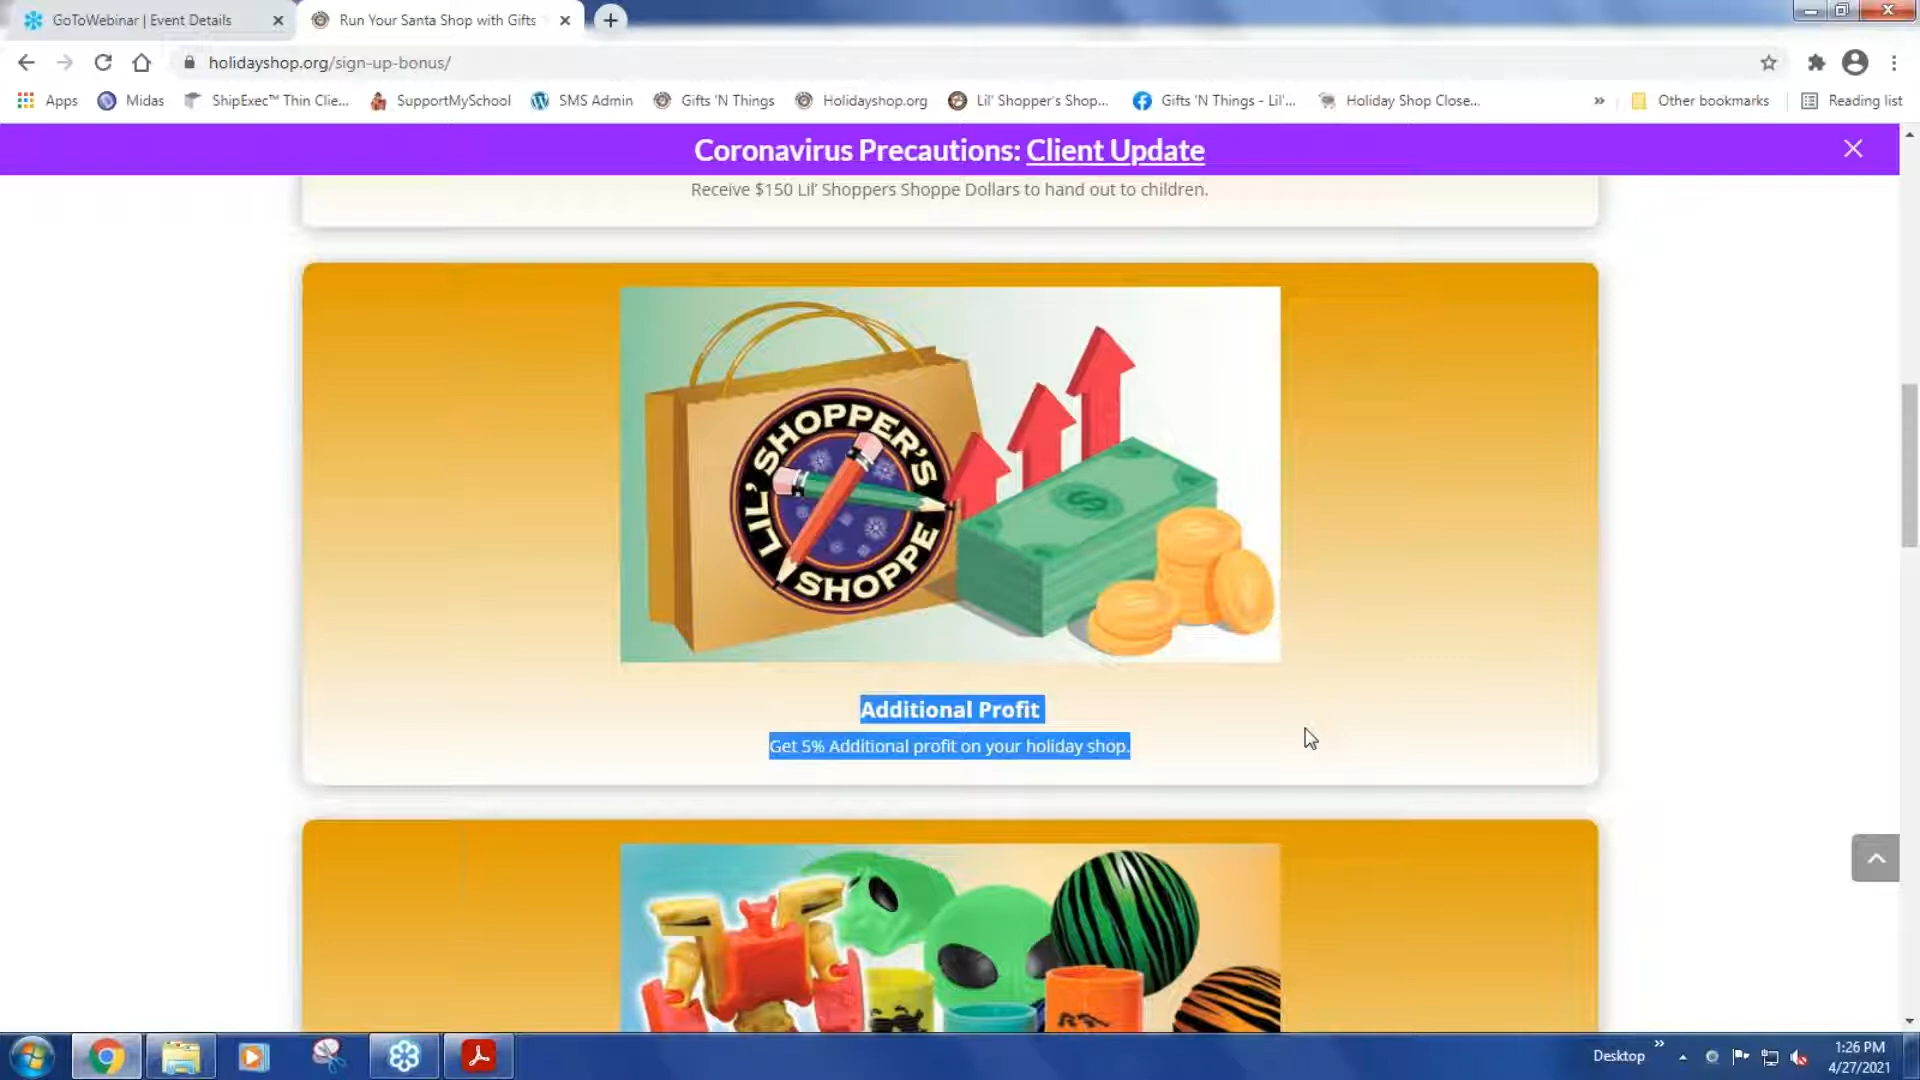 GoToWebinar | Event Details
Run Your Santa Shop with Gifts
holidayshop.org/sign-up-bonus/
Apps
Midas
ShipExec™ Thin Clie...
SupportMySchool
SMS Admin
Gifts 'N Things
Holidayshop.org
Lil' Shopper's Shop...
Gifts 'N Things - Lil'...
Holiday Shop Close...
»
Other bookmarks
Reading list
Coronavirus Precautions: Client Update
Receive $150 Lil' Shoppers Shoppe Dollars to hand out to children.
LIL' SHOPPER'S
SHOPPE
$
Additional Profit
Get 5% Additional profit on your holiday shop.
Desktop
»
1:26 PM
4/27/2021